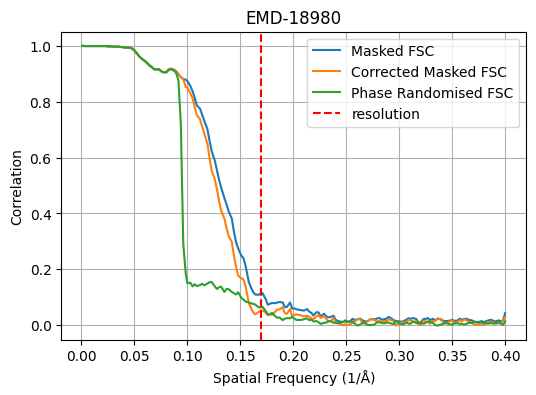 EMD-18980
Masked FSC
Corrected Masked FSC
Phase Randomised FSC
resolution
Correlation
1.0
0.8
0.6
0.4
0.2
0.0
0.00 0.05 0.10 0.15 0.20 0.25 0.30 0.35 0.40
Spatial Frequency (1/Å)